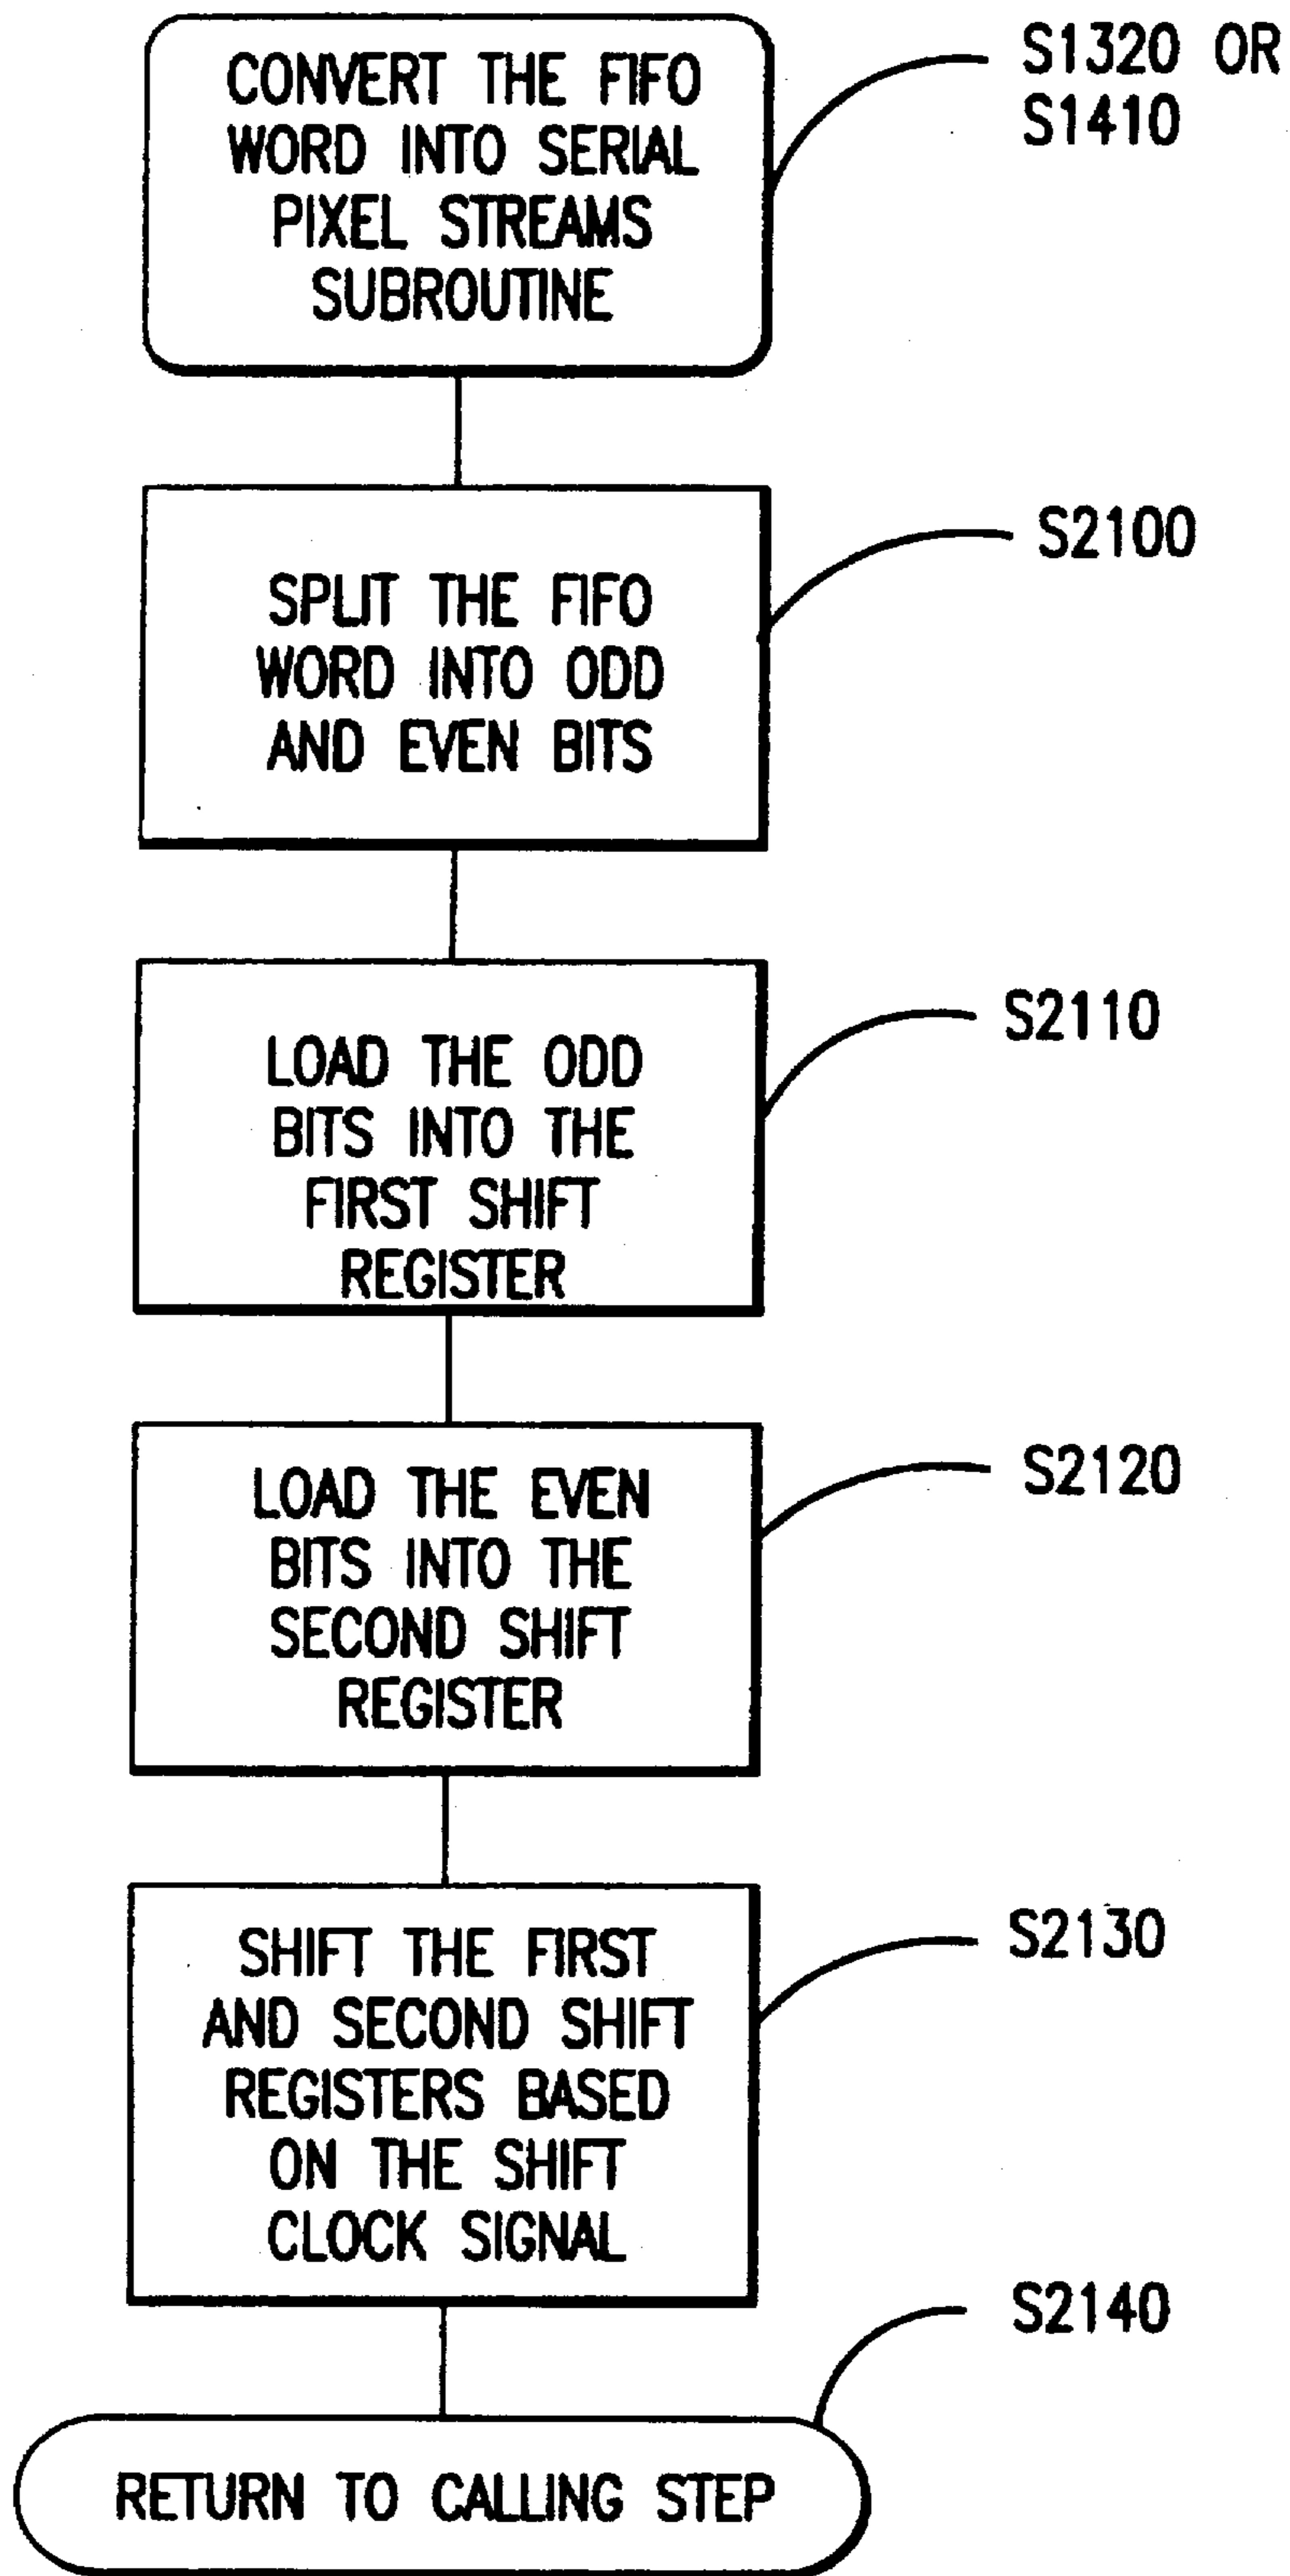 CONVERT THE FIFO
WORD INTO SERIAL
PIXEL STREAMS
SUBROUTINE
S1320 OR
S1410
SPLIT THE FIFO
WORD INTO ODD
AND EVEN BITS
S2100
LOAD THE ODD
BITS INTO THE
FIRST SHIFT
REGISTER
S2110
LOAD THE EVEN
BITS INTO THE
SECOND SHIFT
REGISTER
S2120
SHIFT THE FIRST
AND SECOND SHIFT
REGISTERS BASED
ON THE SHIFT
CLOCK SIGNAL
S2130
RETURN TO CALLING STEP
S2140